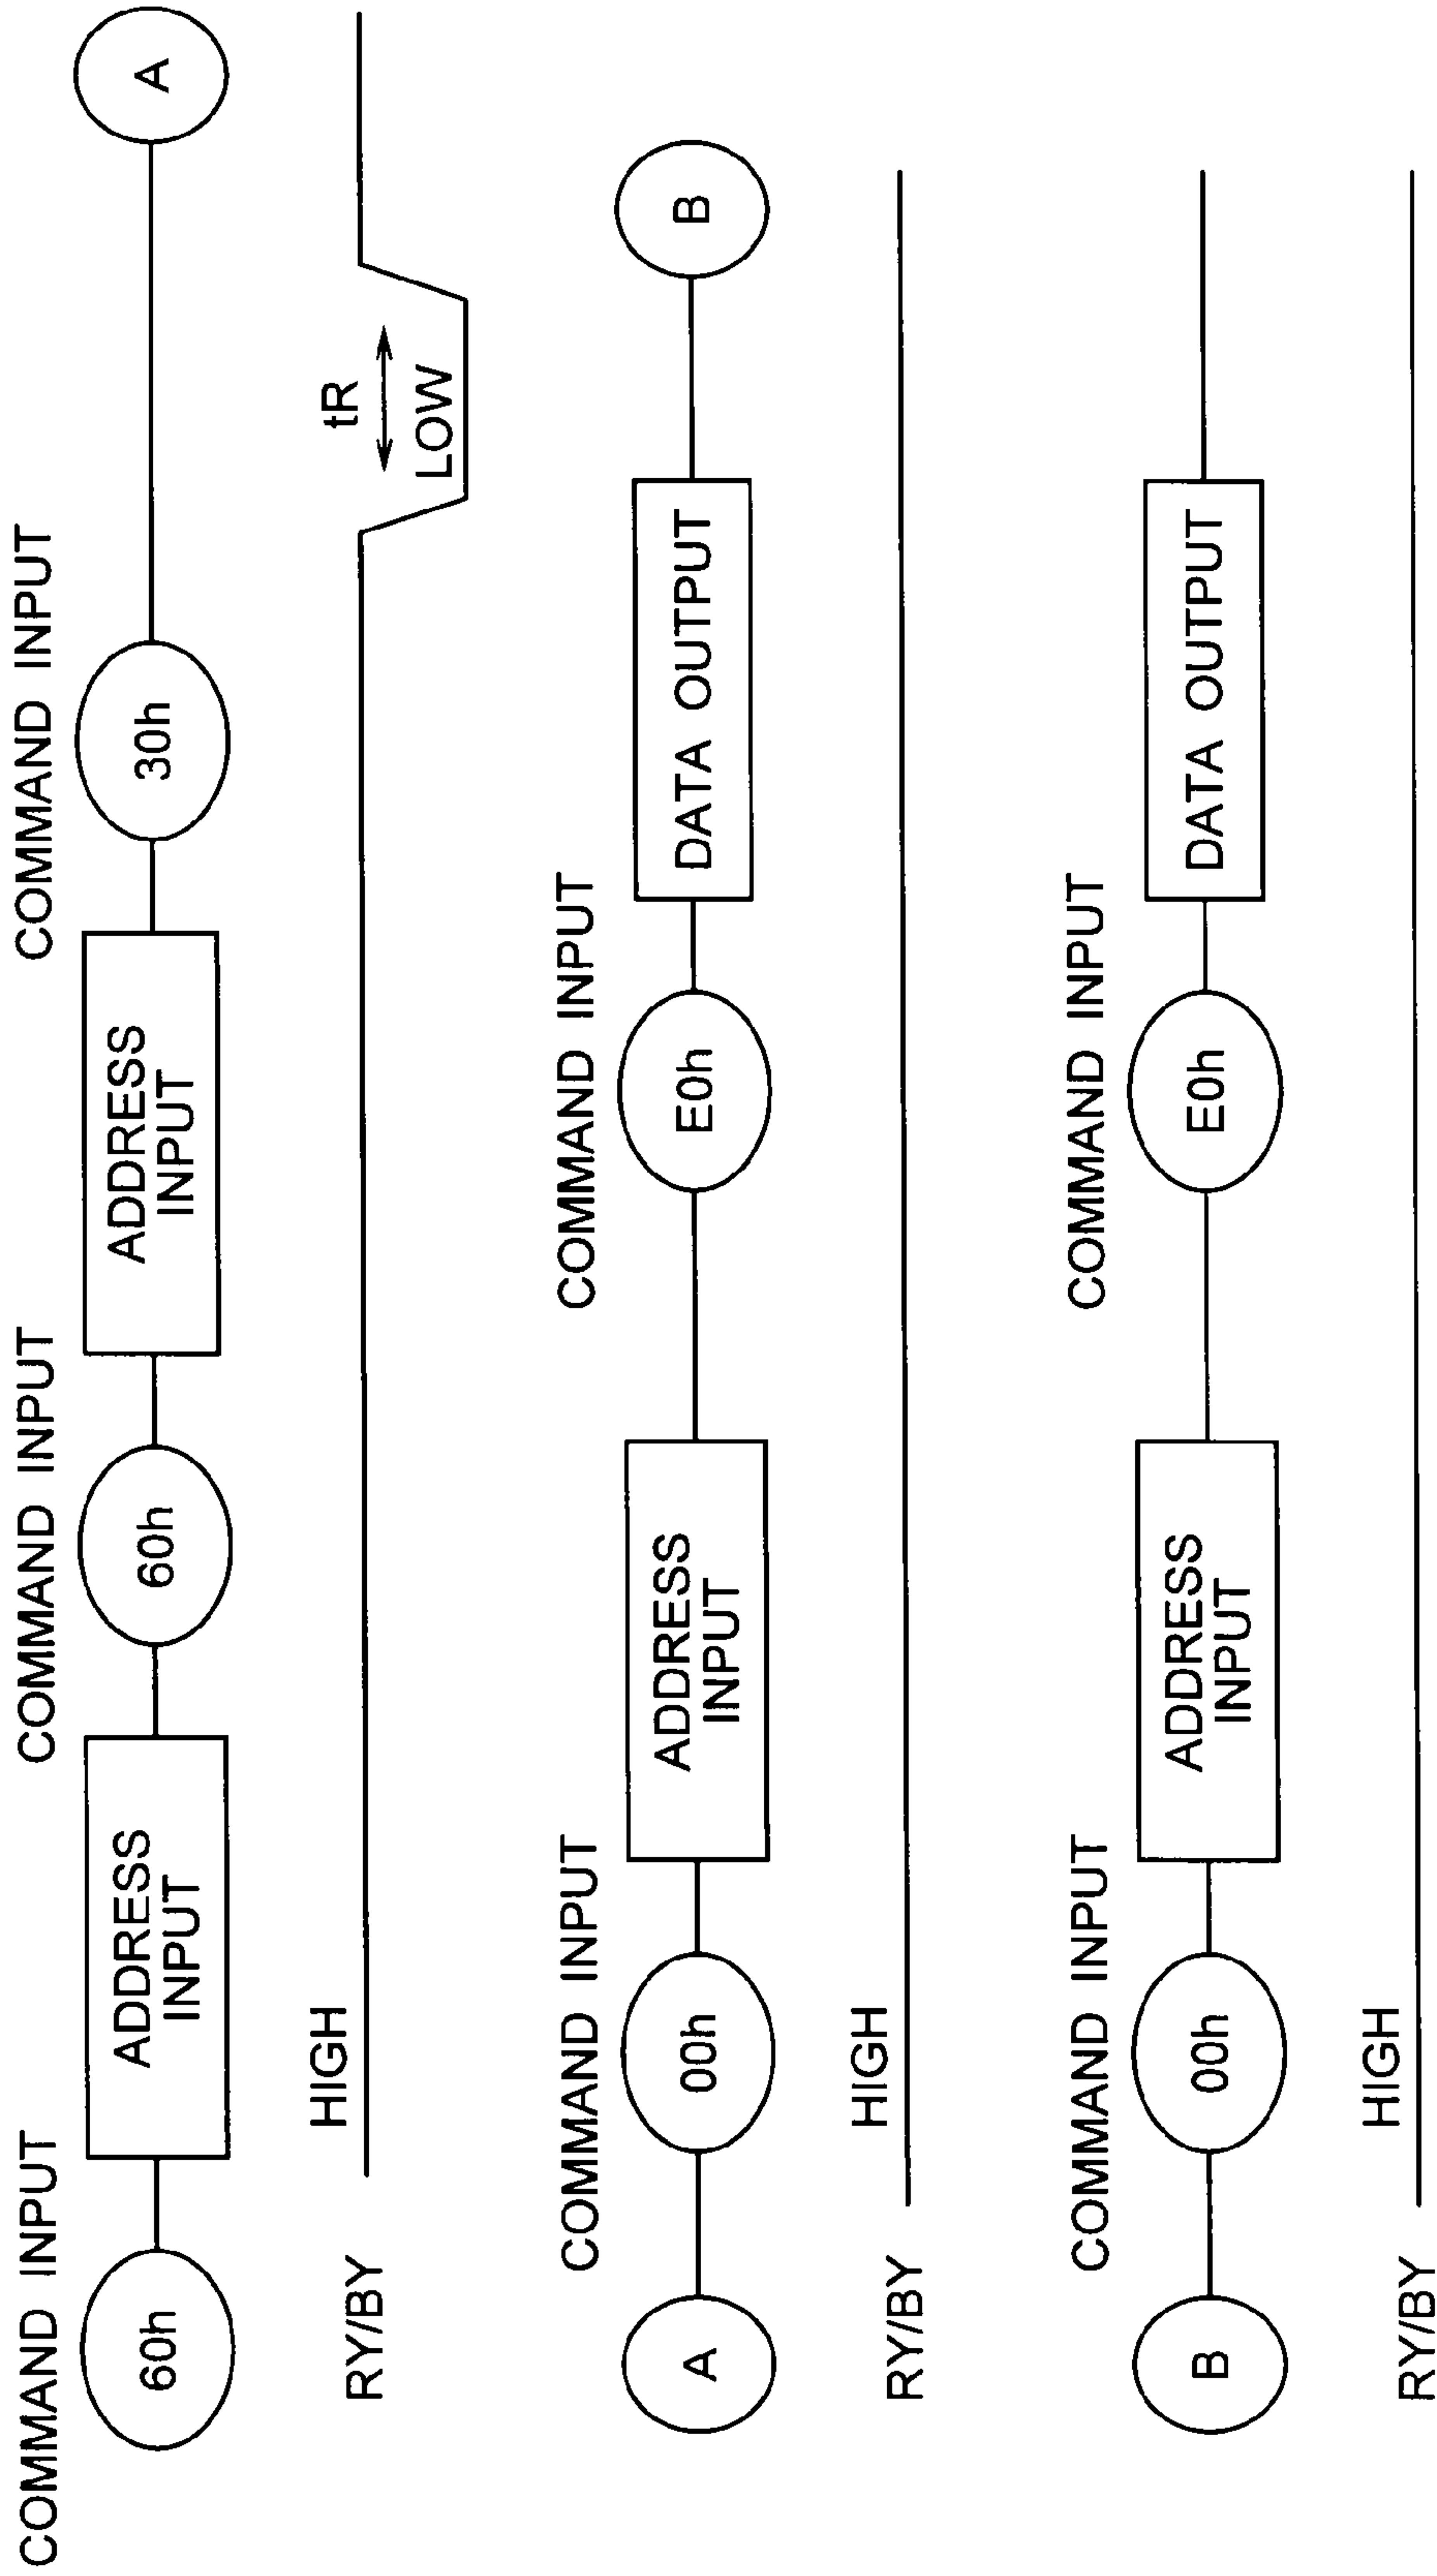 COMMAND INPUT
COMMAND INPUT
COMMAND INPUT
60h
ADDRESS
INPUT
60h
ADDRESS
INPUT
30h
A
RY/BY
HIGH
tR
LOW
COMMAND INPUT
COMMAND INPUT
A
00h
ADDRESS
INPUT
E0h
DATA OUTPUT
B
RY/BY
HIGH
COMMAND INPUT
COMMAND INPUT
B
00h
ADDRESS
INPUT
E0h
DATA OUTPUT
RY/BY
HIGH